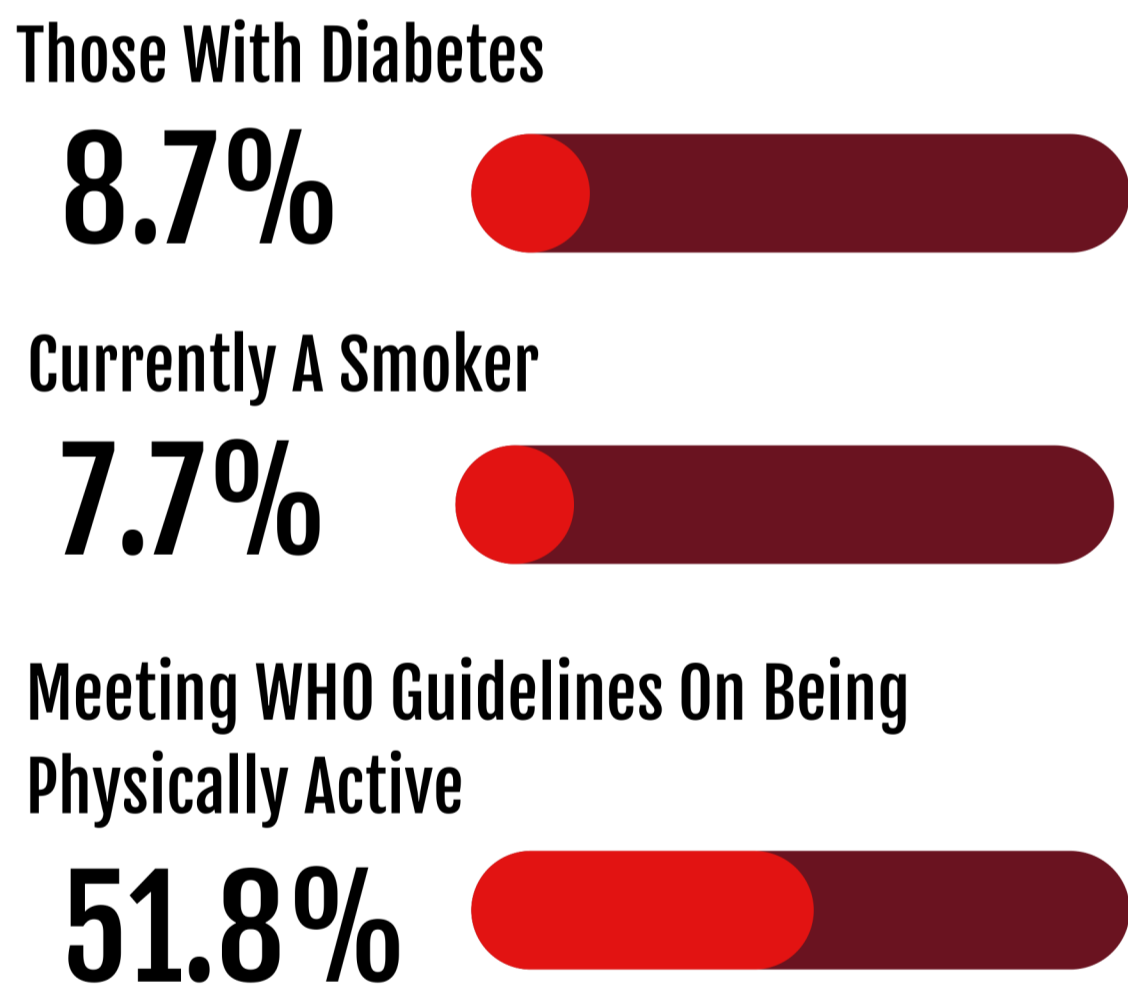 Those With Diabetes
8.7%
Currently A Smoker
7.7%
Meeting WHO Guidelines On Being
Physically Active
51.8%